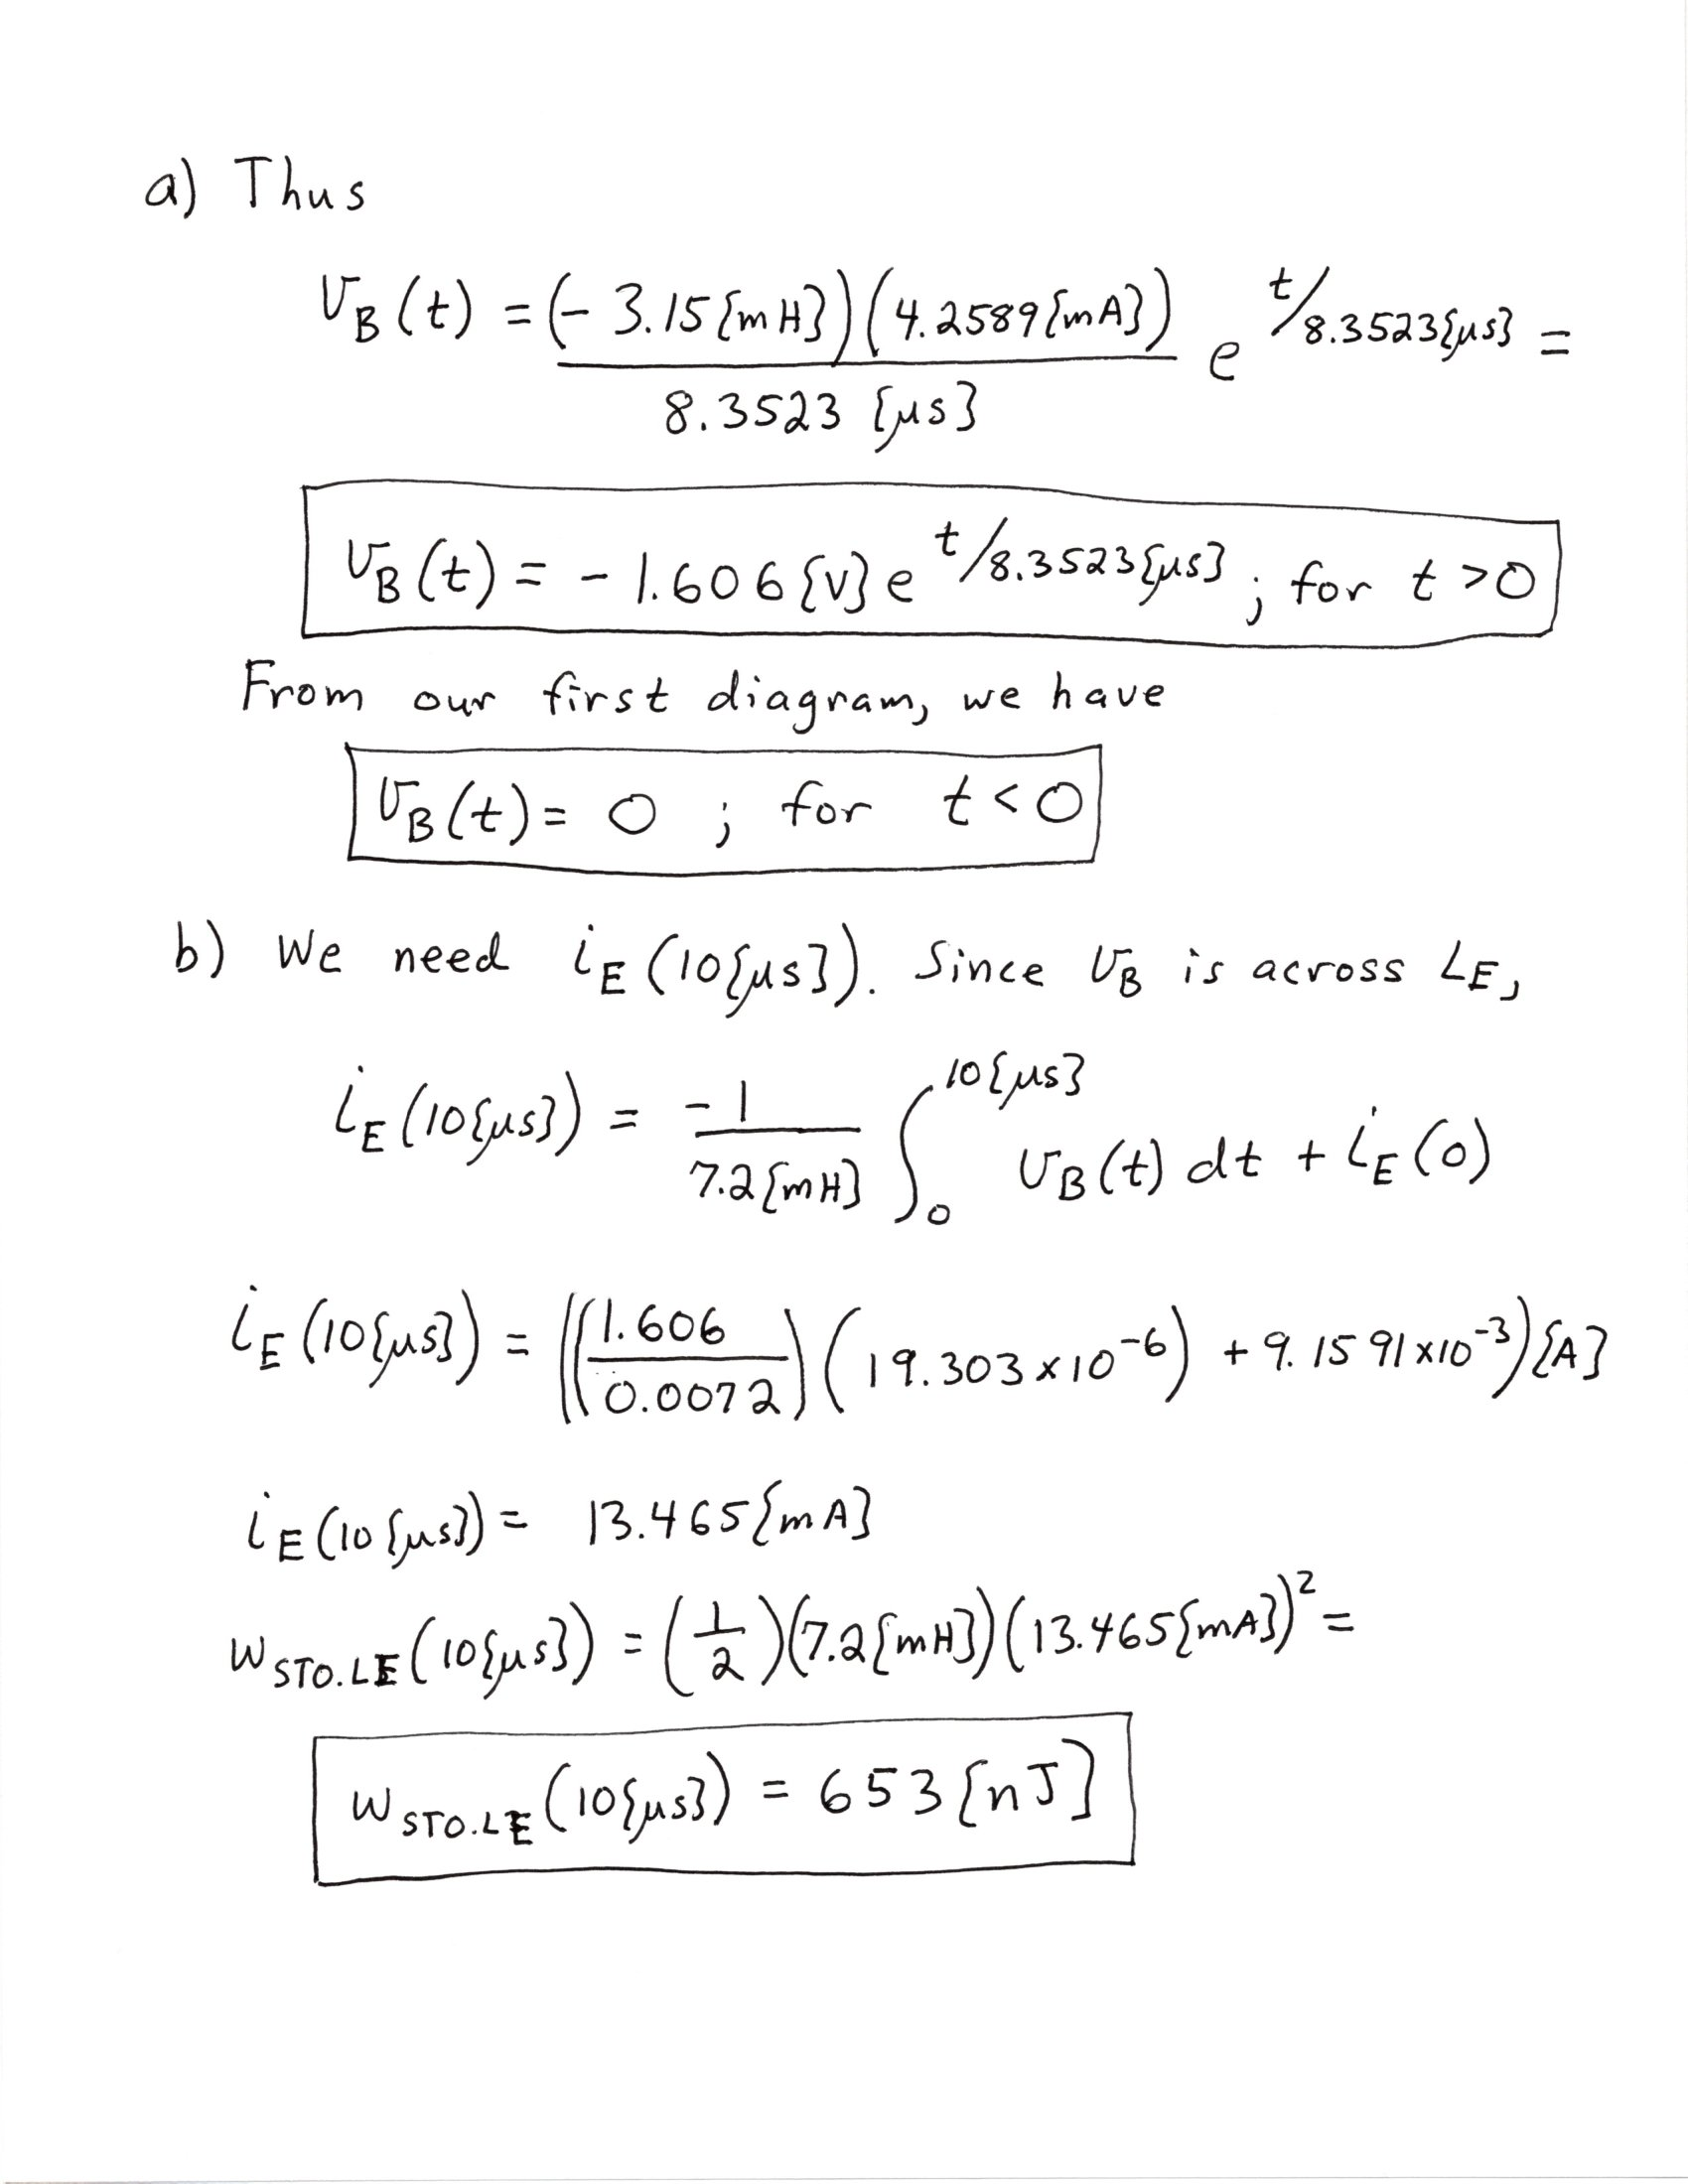 a) Thus
v_B(t) = (-3.15{mH})(4.2589{mA}) / 8.3523{μs} e^(t/8.3523{μs}) =
v_B(t) = -1.606{V}e^(t/8.3523{μs}) ; for t>0
From our first diagram, we have
v_B(t) = 0 ; for t<0
b) We need i_E(10{μs}). Since v_B is across L_E,
i_E(10{μs}) = -1/7.2{mH} ∫_0^10{μs} v_B(t) dt + i_E(0)
i_E(10{μs}) = ((1.606/0.0072)(19.303x10^-6) + 9.1591x10^-3){A}
i_E(10{μs}) = 13.465{mA}
w_STO.LE(10{μs}) = (1/2)(7.2{mH})(13.465{mA})^2 =
w_STO.LE(10{μs}) = 653{nJ}